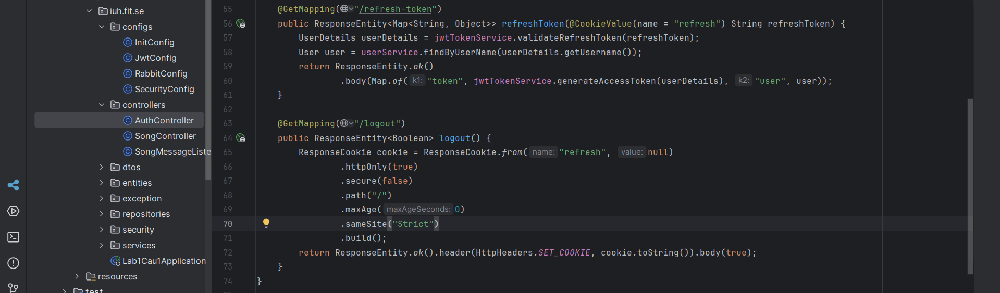 iuh.fit.se
configs
InitConfig
JwtConfig
RabbitConfig
SecurityConfig
controllers
AuthController
SongController
SongMessageListe
dtos
entities
exception
repositories
security
services
Lab1Cau1Application
resources
test
55 @GetMapping("/refresh-token")
56 public ResponseEntity<Map<String, Object>> refreshToken(@CookieValue(name = "refresh") String refreshToken) {
57 UserDetails userDetails = jwtTokenService.validateRefreshToken(refreshToken);
58 User user = userService.findByUserName(userDetails.getUsername());
59 return ResponseEntity.ok()
60 .body(Map.of( k1: "token", jwtTokenService.generateAccessToken(userDetails), k2: "user", user));
61 }
62
63 @GetMapping("/logout")
64 public ResponseEntity<Boolean> logout() {
65 ResponseCookie cookie = ResponseCookie.from( name: "refresh", value: null)
66 .httpOnly(true)
67 .secure(false)
68 .path("/")
69 .maxAge( maxAgeSeconds: 0)
70 .sameSite("Strict")
71 .build();
72 return ResponseEntity.ok().header(HttpHeaders.SET_COOKIE, cookie.toString()).body(true);
73 }
74 }